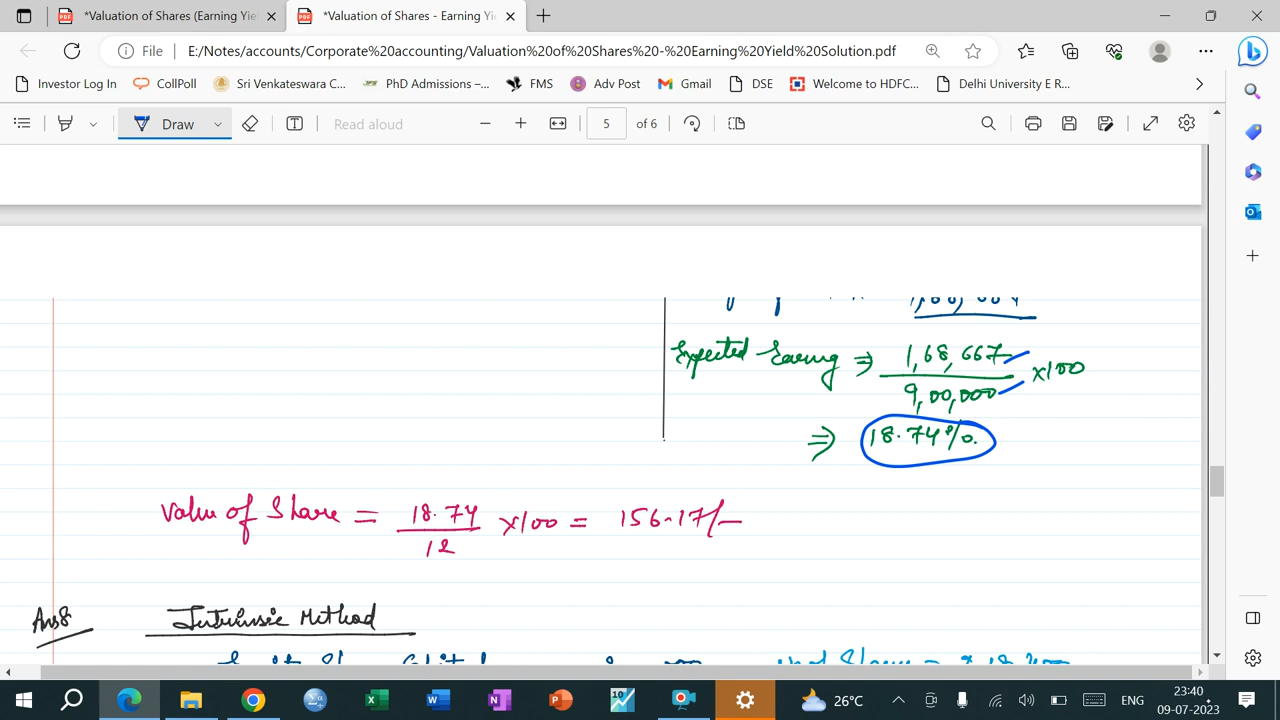 *Valuation of Shares (Earning Yie
*Valuation of Shares - Earning Yi
File
E:/Notes/accounts/Corporate%20accounting/Valuation%20of%20Shares%20-%20Earning%20Yield%20Solution.pdf
Investor Log In
CollPoll
Sri Venkateswara C...
PhD Admissions –...
FMS
Adv Post
Gmail
DSE
Welcome to HDFC...
Delhi University E R...
Draw
Read aloud
5 of 6
Expected Earing ⇒ 1,68,667 / 9,00,000 ×100
⇒ 18.74%.
Value of Share = 18.74 / 12 ×100 = 156.17/-
Ans8 Intrinsic Method
26°C
ENG
23:40
09-07-2023